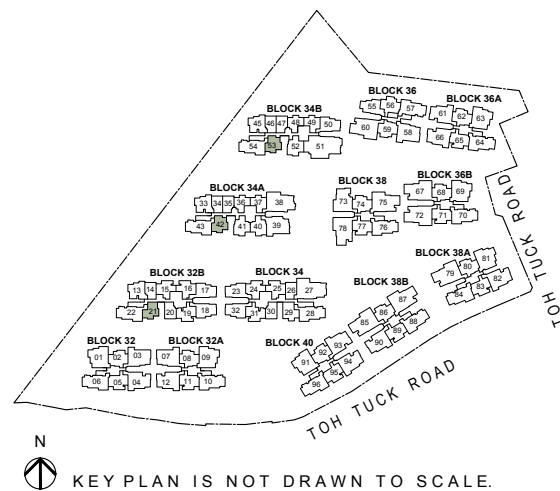 BLOCK 36
BLOCK 36A
55 56 57
61 62 63
60 59 58
66 65 64
BLOCK 34B
45 46 47 48 49 50
54 53 52 51
BLOCK 36B
67 68 69
72 71 70
BLOCK 38
73 74 75
78 77 76
BLOCK 34A
33 34 35 36 37 38
43 42 41 40 39
TOH TUCK ROAD
BLOCK 38A
79 80 81
84 83 82
BLOCK 32B
13 14 15 16 17
22 21 20 19 18
BLOCK 34
23 24 25 26 27
32 31 30 29 28
BLOCK 38B
85 86 87
90 89 88
BLOCK 32
01 02 03
06 05 04
BLOCK 32A
07 08 09
12 11 10
BLOCK 40
91 92 93
96 95 94
TOH TUCK ROAD
N
KEY PLAN IS NOT DRAWN TO SCALE.